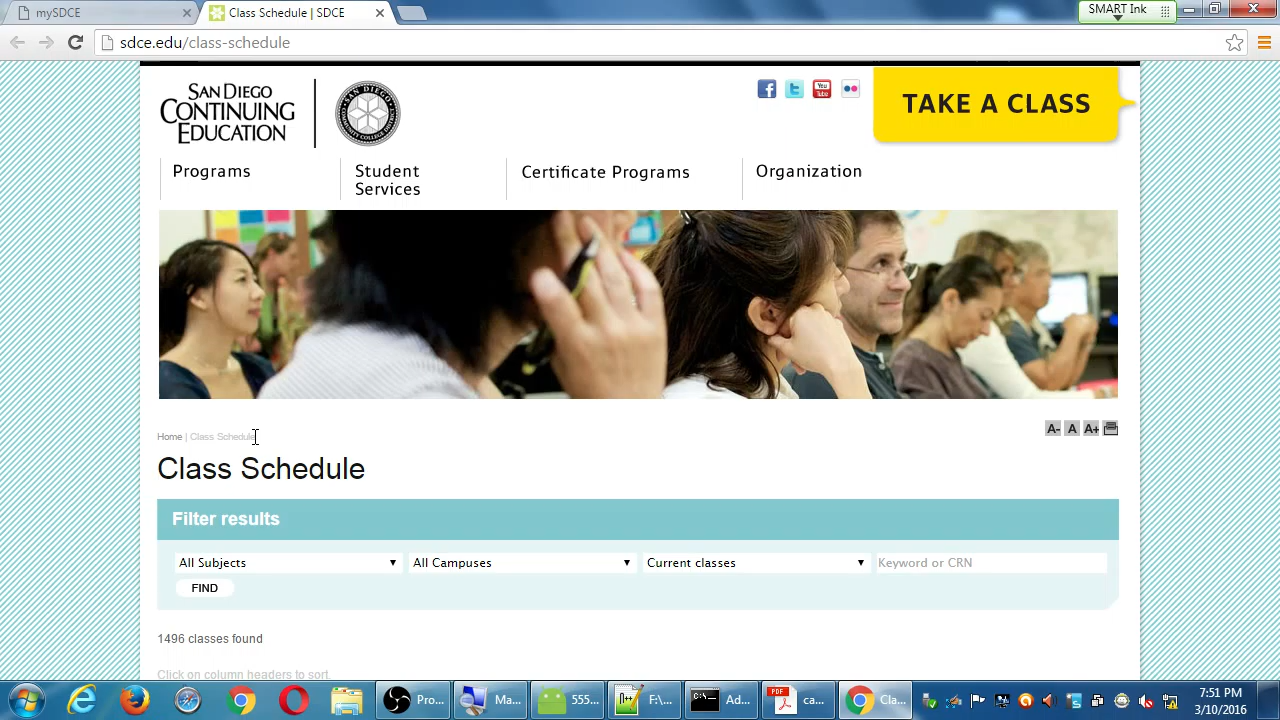 mySDCE
Class Schedule | SDCE
SMART Ink
sdce.edu/class-schedule
SAN DIEGO
CONTINUING
EDUCATION
TAKE A CLASS
Programs
Student
Services
Certificate Programs
Organization
Home | Class Schedule
A- A A+
Class Schedule
Filter results
All Subjects
All Campuses
Current classes
Keyword or CRN
FIND
1496 classes found
Click on column headers to sort.
Pro...
Ma...
555...
F:\...
Ad...
ca...
Cla...
7:51 PM
3/10/2016